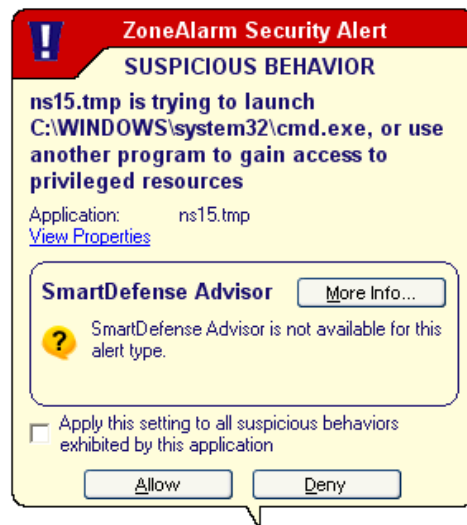 ZoneAlarm Security Alert
SUSPICIOUS BEHAVIOR
ns15.tmp is trying to launch
C:\WINDOWS\system32\cmd.exe, or use
another program to gain access to
privileged resources
Application: ns15.tmp
View Properties
SmartDefense Advisor More Info...
SmartDefense Advisor is not available for this
alert type.
Apply this setting to all suspicious behaviors
exhibited by this application
Allow Deny